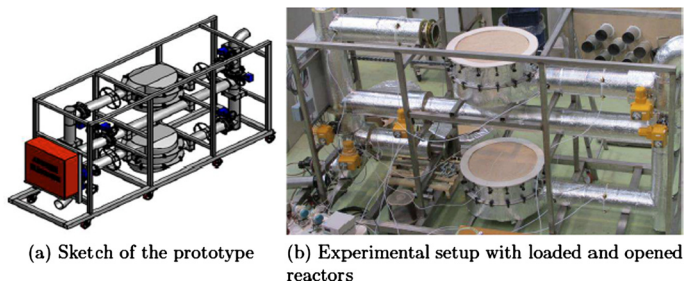 (a) Sketch of the prototype
(b) Experimental setup with loaded and opened
reactors